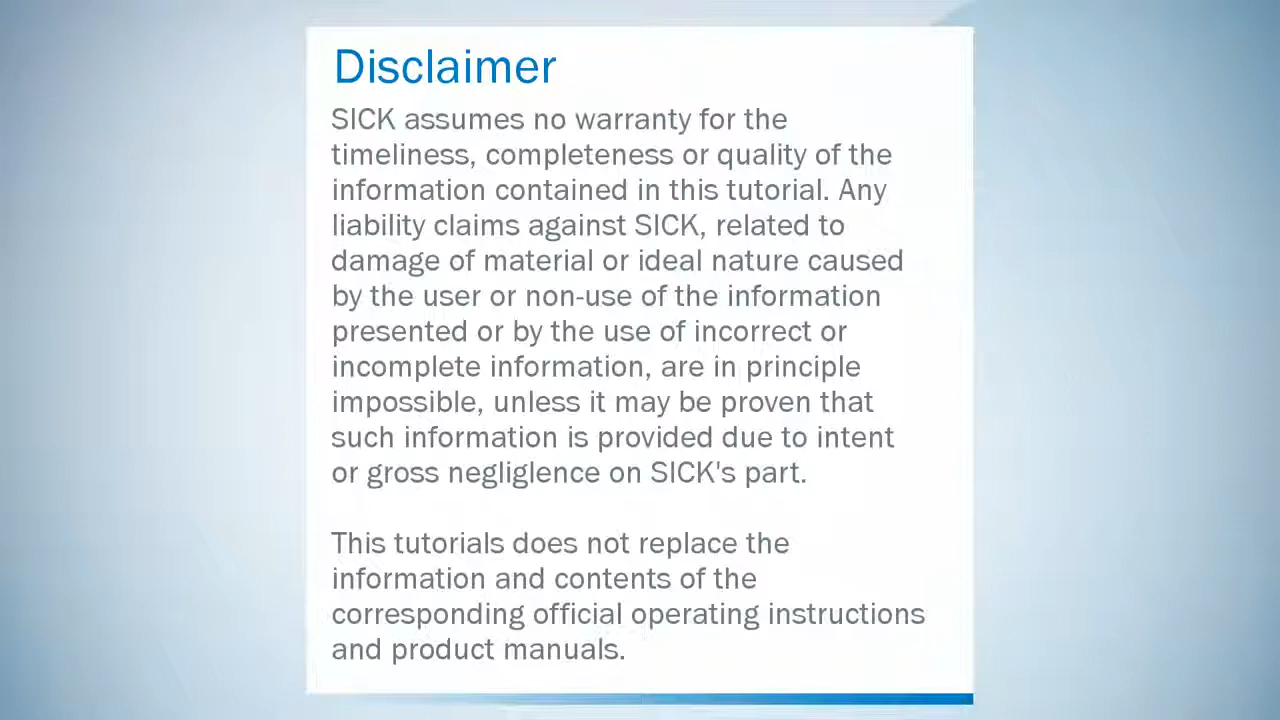 Disclaimer
SICK assumes no warranty for the
timeliness, completeness or quality of the
information contained in this tutorial. Any
liability claims against SICK, related to
damage of material or ideal nature caused
by the user or non-use of the information
presented or by the use of incorrect or
incomplete information, are in principle
impossible, unless it may be proven that
such information is provided due to intent
or gross negliglence on SICK's part.
This tutorials does not replace the
information and contents of the
corresponding official operating instructions
and product manuals.